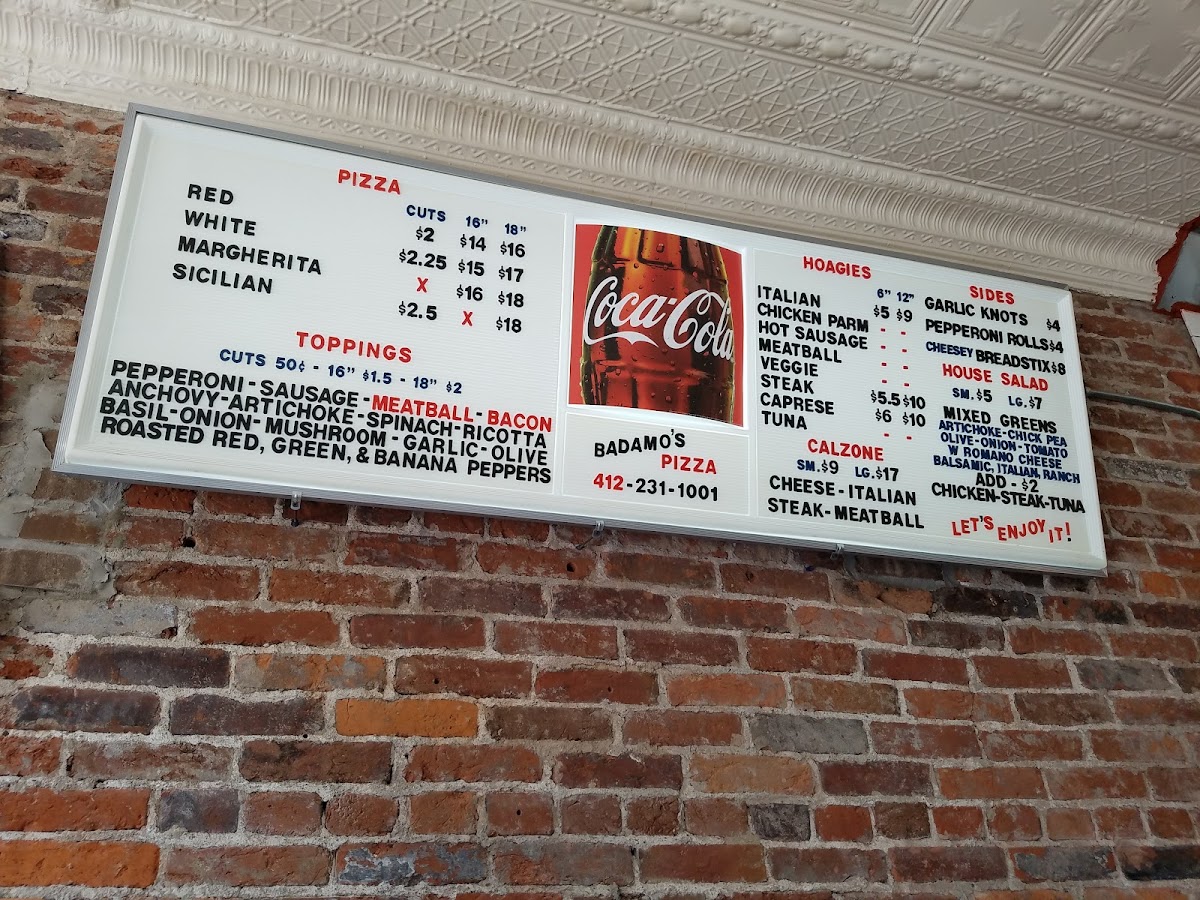 PIZZA
CUTS 16" 18"
RED $2 $14 $16
WHITE $2.25 $15 $17
MARGHERITA X $16 $18
SICILIAN $2.5 X $18
TOPPINGS
CUTS 50¢ - 16" $1.5 - 18" $2
PEPPERONI - SAUSAGE - MEATBALL - BACON
ANCHOVY - ARTICHOKE - SPINACH - RICOTTA
BASIL - ONION - MUSHROOM - GARLIC - OLIVE
ROASTED RED, GREEN, & BANANA PEPPERS
Coca-Cola
BADAMO'S
PIZZA
412-231-1001
HOAGIES
6" 12"
ITALIAN $5 $9
CHICKEN PARM - -
HOT SAUSAGE - -
MEATBALL - -
VEGGIE - -
STEAK $5.5 $10
CAPRESE $6 $10
TUNA - -
CALZONE
SM. $9 LG. $17
CHEESE - ITALIAN
STEAK - MEATBALL
SIDES
GARLIC KNOTS $4
PEPPERONI ROLLS $4
CHEESEY BREADSTIX $8
HOUSE SALAD
SM. $5 LG. $7
MIXED GREENS
ARTICHOKE - CHICK PEA
OLIVE - ONION - TOMATO
W ROMANO CHEESE
BALSAMIC, ITALIAN, RANCH
ADD - $2
CHICKEN-STEAK-TUNA
LET'S ENJOY IT!